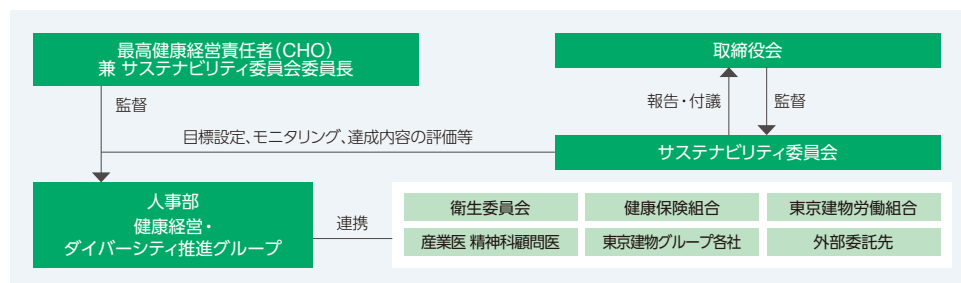 最高健康経営責任者(CHO)
兼 サステナビリティ委員会委員長
取締役会
監督
報告・付議
監督
目標設定、モニタリング、達成内容の評価等
サステナビリティ委員会
人事部
健康経営・
ダイバーシティ推進グループ
連携
衛生委員会
健康保険組合
東京建物労働組合
産業医 精神科顧問医
東京建物グループ各社
外部委託先